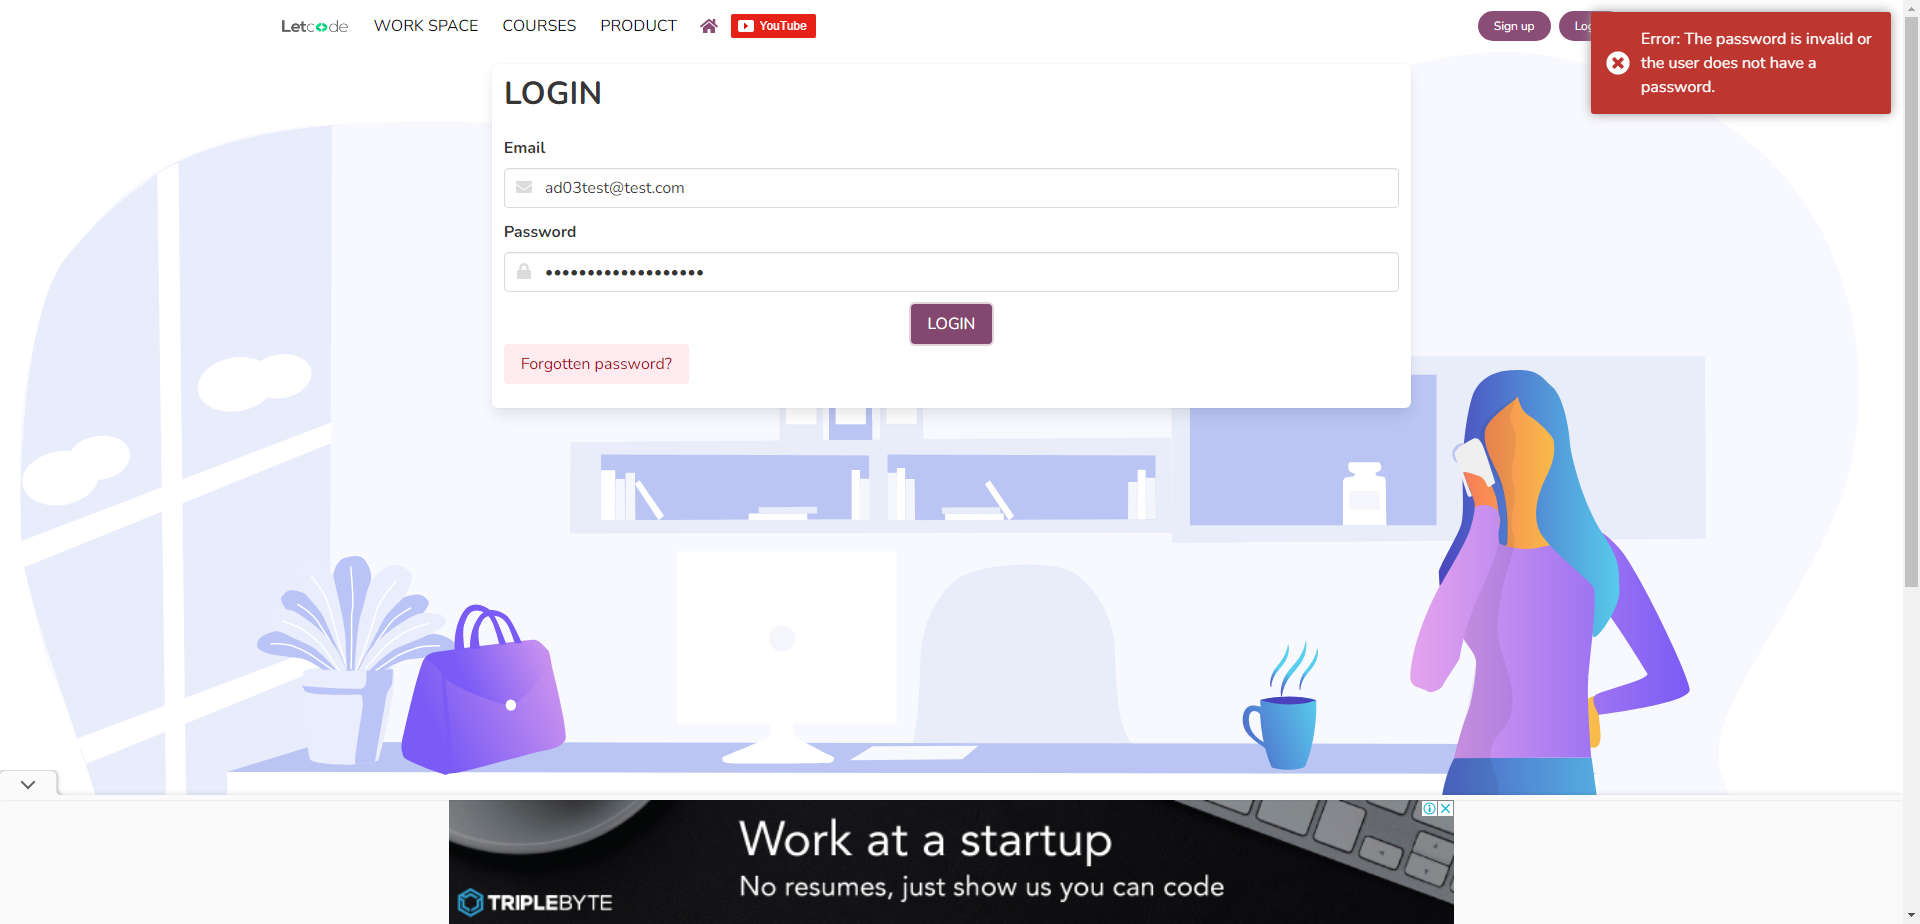 Letcode WORK SPACE COURSES PRODUCT YouTube Sign up
Error: The password is invalid or
the user does not have a
password.
LOGIN
Email
ad03test@test.com
Password
•••••••••••••••••••
LOGIN
Forgotten password?
Work at a startup
No resumes, just show us you can code
TRIPLEBYTE